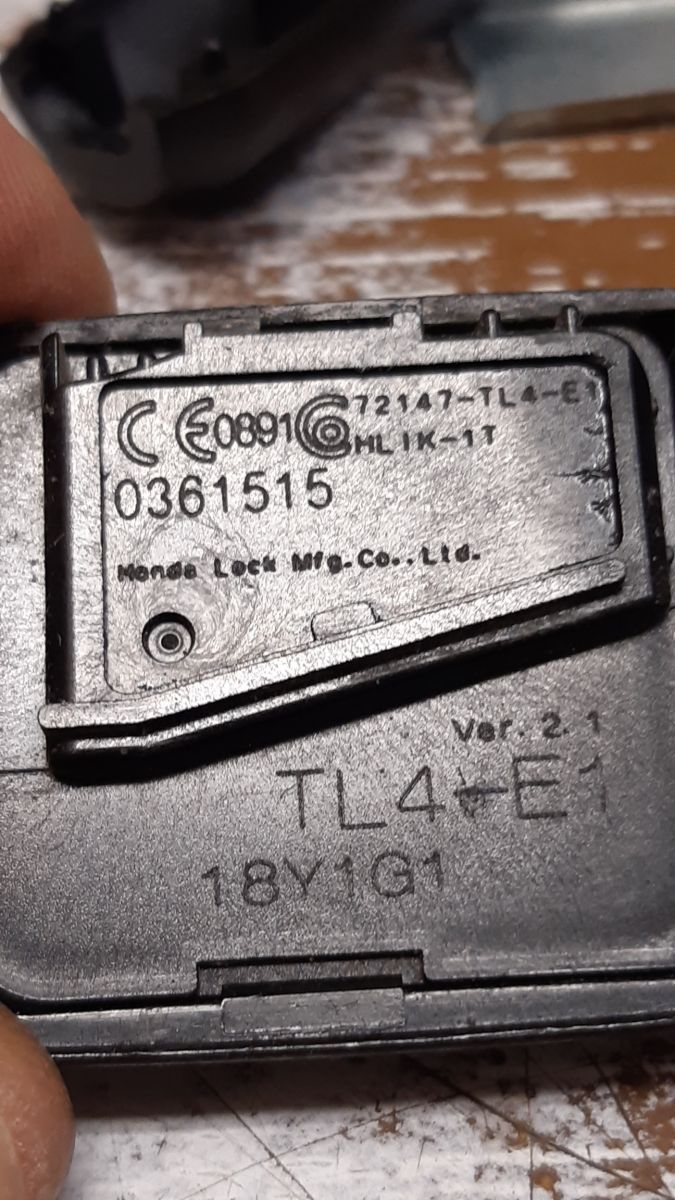 CE0891 72147-TL4-E1
HLIK-1T
0361515
Honda Lock Mfg.Co.,Ltd.
Ver. 2.1
TL4-E1
18Y1G1